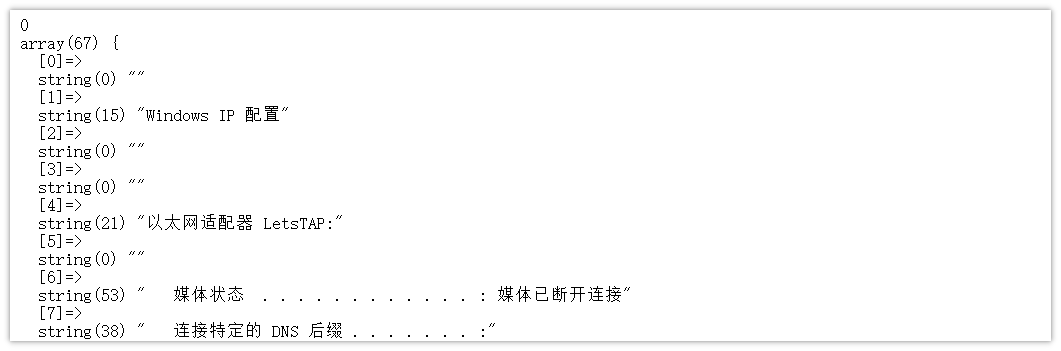 0
array(67) {
  [0]=>
  string(0) ""
  [1]=>
  string(15) "Windows IP 配置"
  [2]=>
  string(0) ""
  [3]=>
  string(0) ""
  [4]=>
  string(21) "以太网适配器 LetsTAP:"
  [5]=>
  string(0) ""
  [6]=>
  string(53) "   媒体状态  . . . . . . . . . . . . : 媒体已断开连接"
  [7]=>
  string(38) "   连接特定的 DNS 后缀 . . . . . . . :"